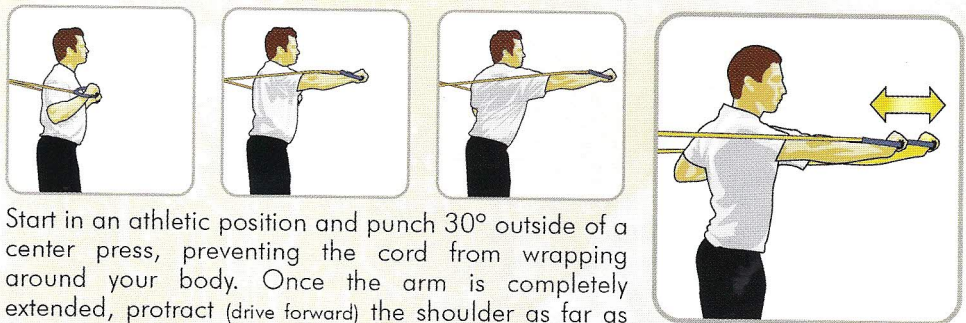 Start in an athletic position and punch 30° outside of a
center press, preventing the cord from wrapping
around your body. Once the arm is completely
extended, protract (drive forward) the shoulder as far as